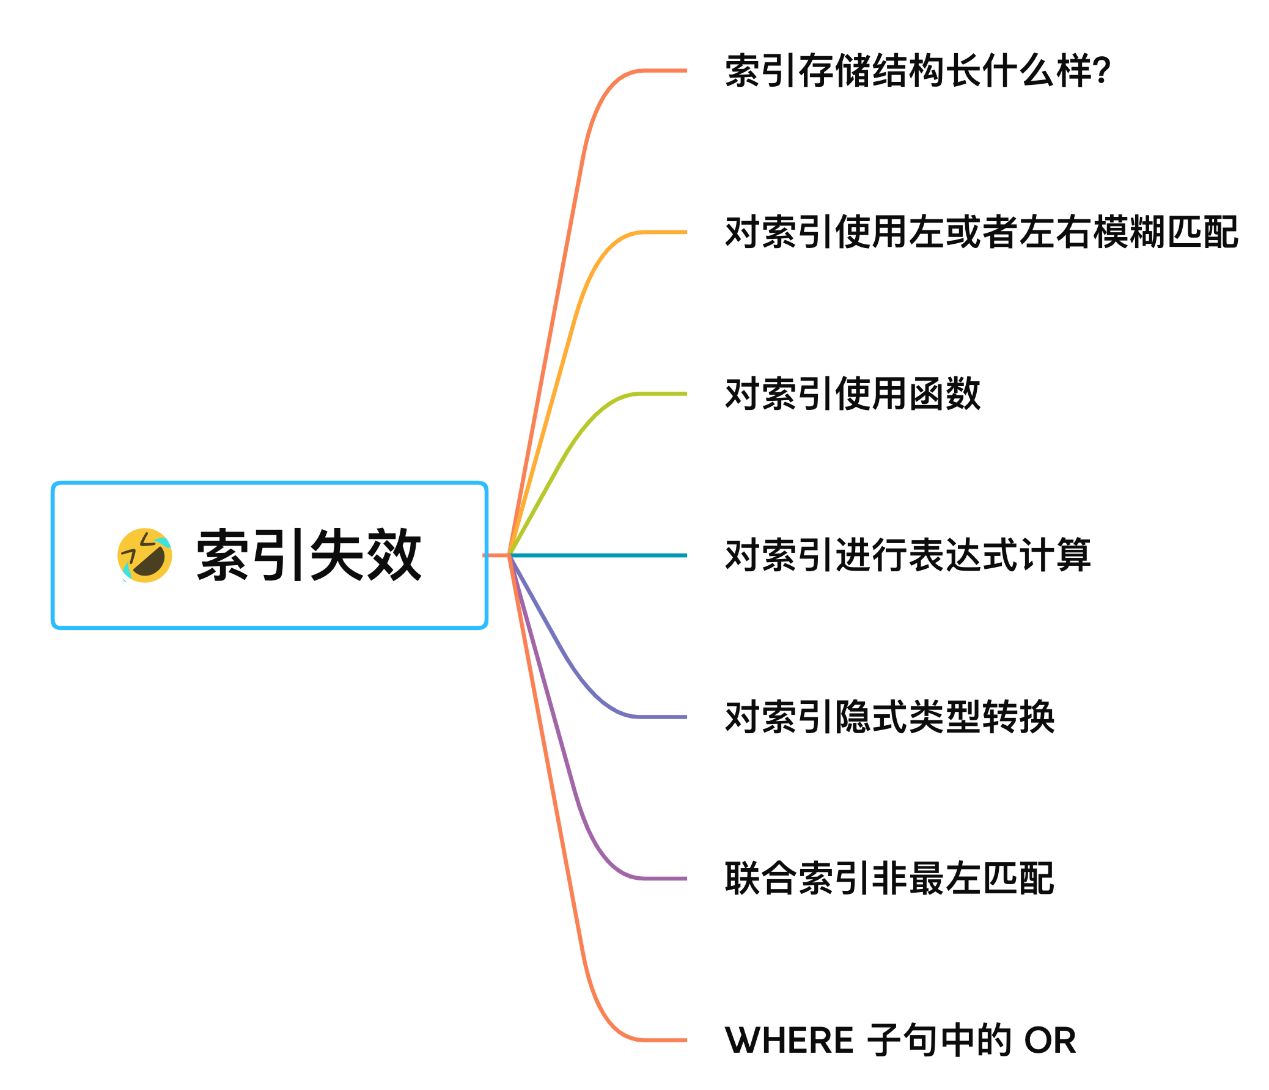 索引存储结构长什么样?
对索引使用左或者左右模糊匹配
对索引使用函数
🤣 索引失效
对索引进行表达式计算
对索引隐式类型转换
联合索引非最左匹配
WHERE 子句中的 OR